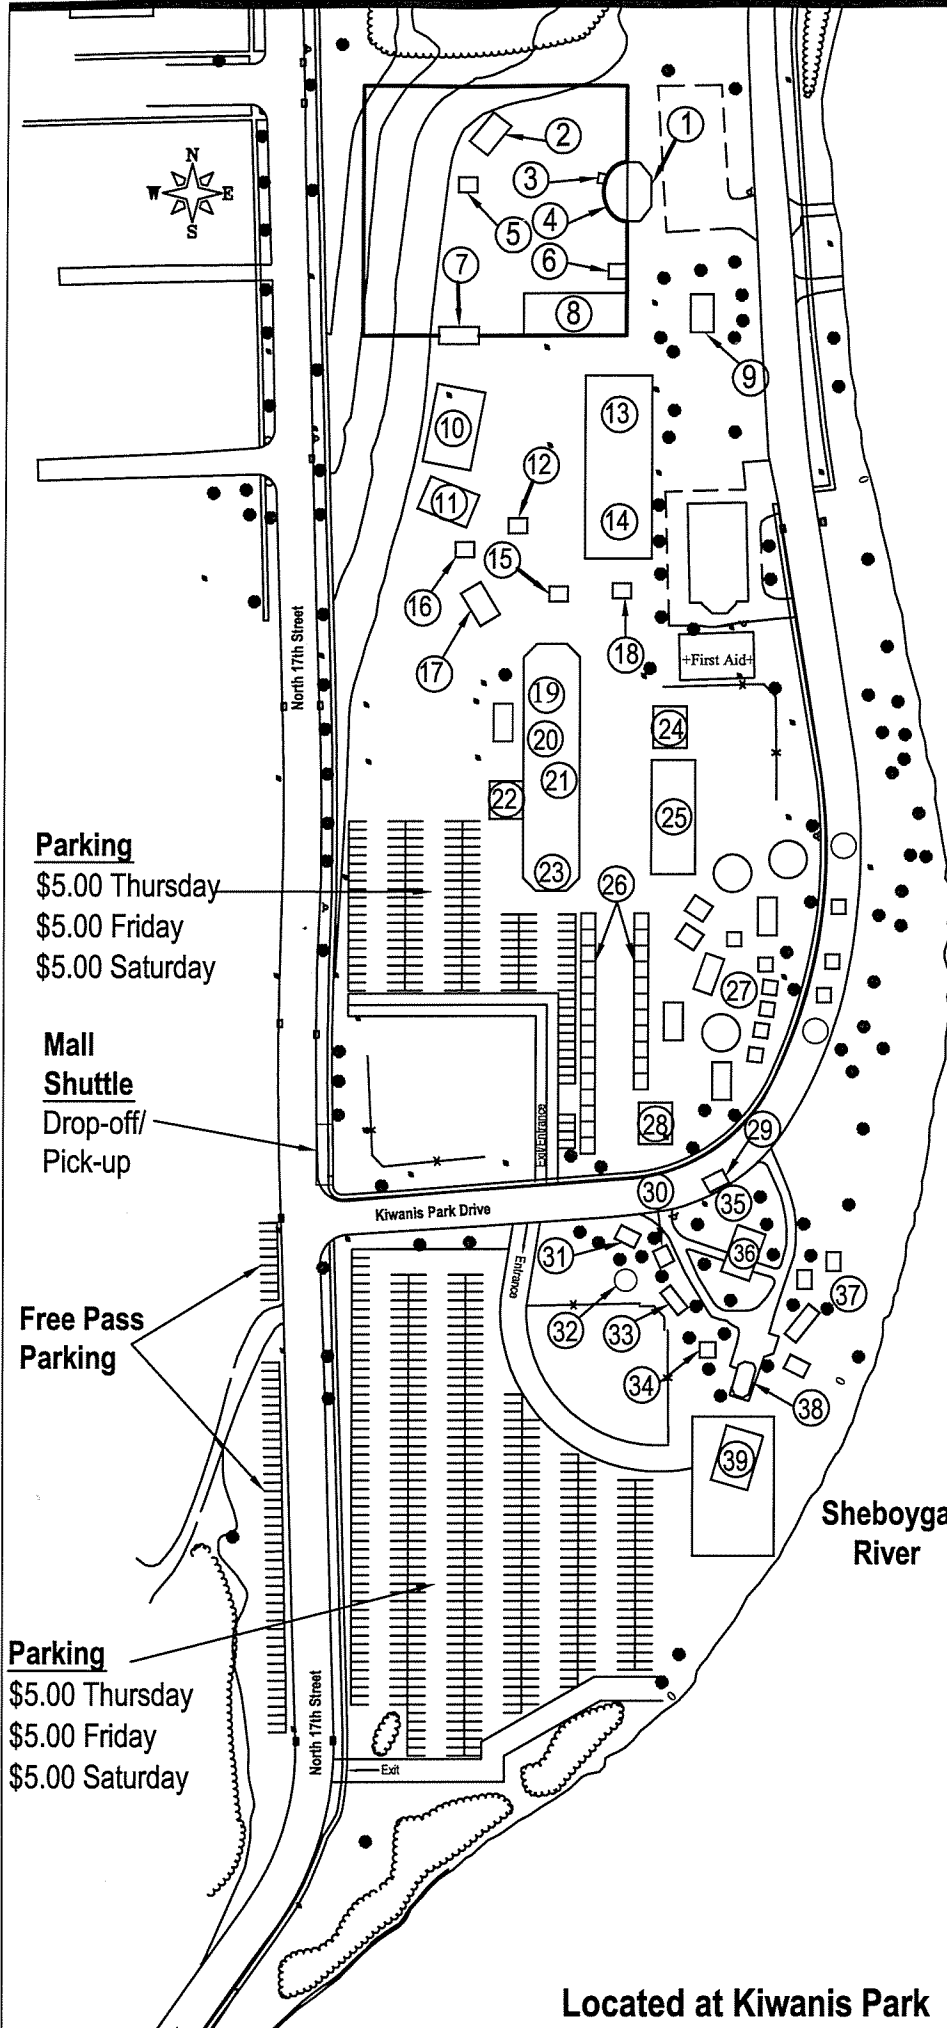 N
W E
S
1
2
3
4
5
6
7
8
9
10
11
12
13
14
15
16
17
18
+First Aid+
19
20
21
22
23
24
25
26
27
28
29
30
31
32
33
34
35
36
37
38
39
North 17th Street
Parking
$5.00 Thursday
$5.00 Friday
$5.00 Saturday
Mall
Shuttle
Drop-off/
Pick-up
Exit/Entrance
Kiwanis Park Drive
Entrance
Free Pass
Parking
Sheboyga
River
Parking
$5.00 Thursday
$5.00 Friday
$5.00 Saturday
North 17th Street
Exit
Located at Kiwanis Park